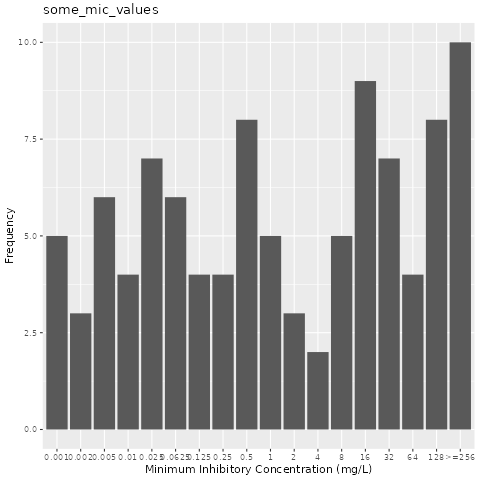 some_mic_values
10.0
7.5
5.0
2.5
0.0
Frequency
0.001 0.002 0.005 0.01 0.025 0.0625 0.125 0.25 0.5 1 2 4 8 16 32 64 128 >=256
Minimum Inhibitory Concentration (mg/L)